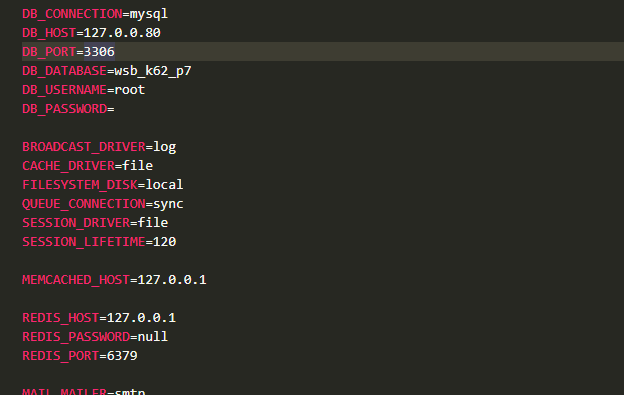 DB_CONNECTION=mysql
DB_HOST=127.0.0.80
DB_PORT=3306
DB_DATABASE=wsb_k62_p7
DB_USERNAME=root
DB_PASSWORD=
BROADCAST_DRIVER=log
CACHE_DRIVER=file
FILESYSTEM_DISK=local
QUEUE_CONNECTION=sync
SESSION_DRIVER=file
SESSION_LIFETIME=120
MEMCACHED_HOST=127.0.0.1
REDIS_HOST=127.0.0.1
REDIS_PASSWORD=null
REDIS_PORT=6379
MAIL_MAILER=smtp